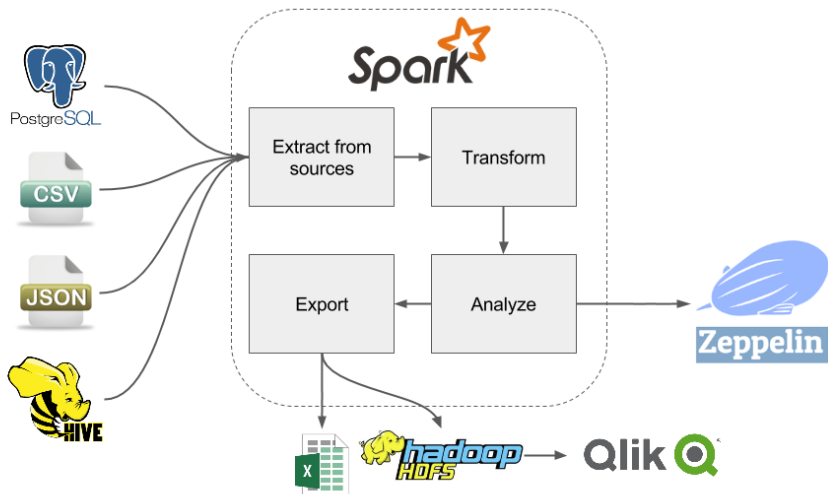 Spark
PostgreSQL
Extract from
sources
Transform
CSV
JSON
Export
Analyze
Zeppelin
HIVE
X
hadoop
HDFS
Qlik